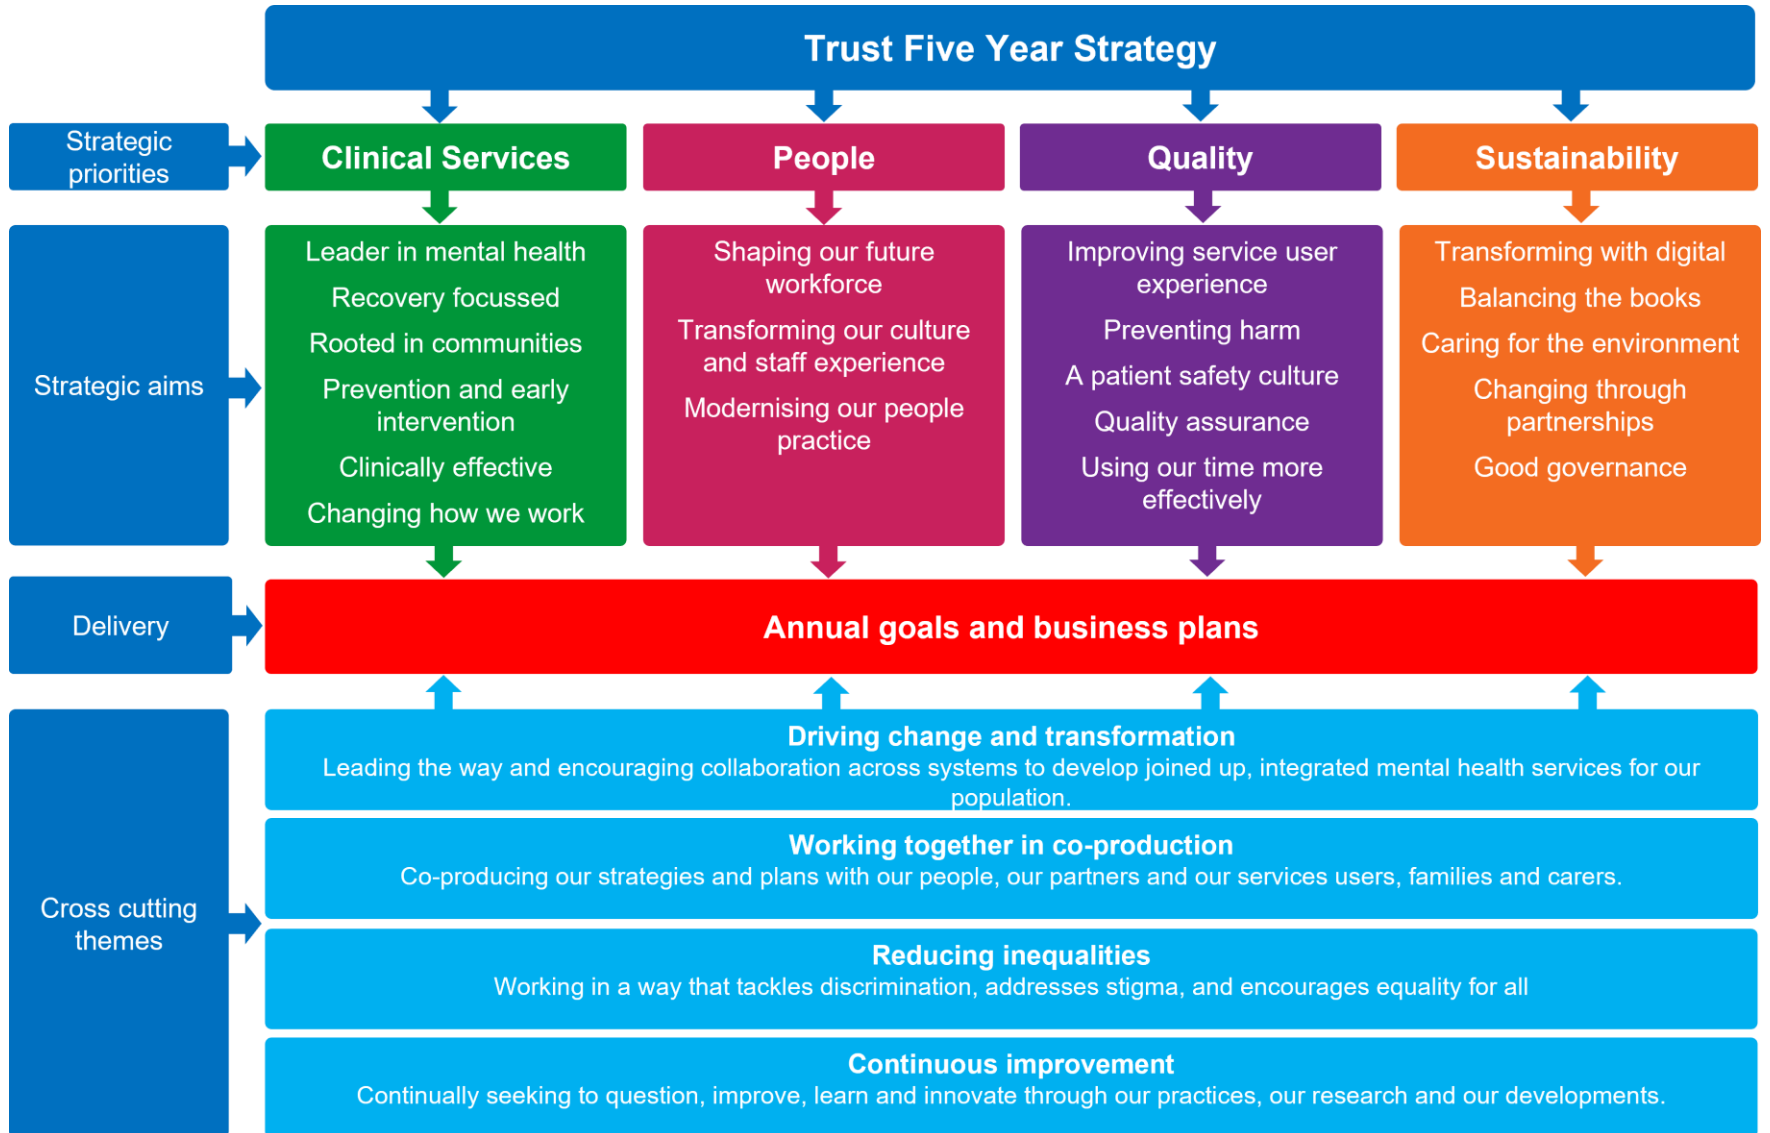 Trust Five Year Strategy
Strategic
priorities
Clinical Services
People
Quality
Sustainability
Strategic aims
Leader in mental health
Recovery focussed
Rooted in communities
Prevention and early
intervention
Clinically effective
Changing how we work
Shaping our future
workforce
Transforming our culture
and staff experience
Modernising our people
practice
Improving service user
experience
Preventing harm
A patient safety culture
Quality assurance
Using our time more
effectively
Transforming with digital
Balancing the books
Caring for the environment
Changing through
partnerships
Good governance
Delivery
Annual goals and business plans
Cross cutting
themes
Driving change and transformation
Leading the way and encouraging collaboration across systems to develop joined up, integrated mental health services for our
population.
Working together in co-production
Co-producing our strategies and plans with our people, our partners and our services users, families and carers.
Reducing inequalities
Working in a way that tackles discrimination, addresses stigma, and encourages equality for all
Continuous improvement
Continually seeking to question, improve, learn and innovate through our practices, our research and our developments.